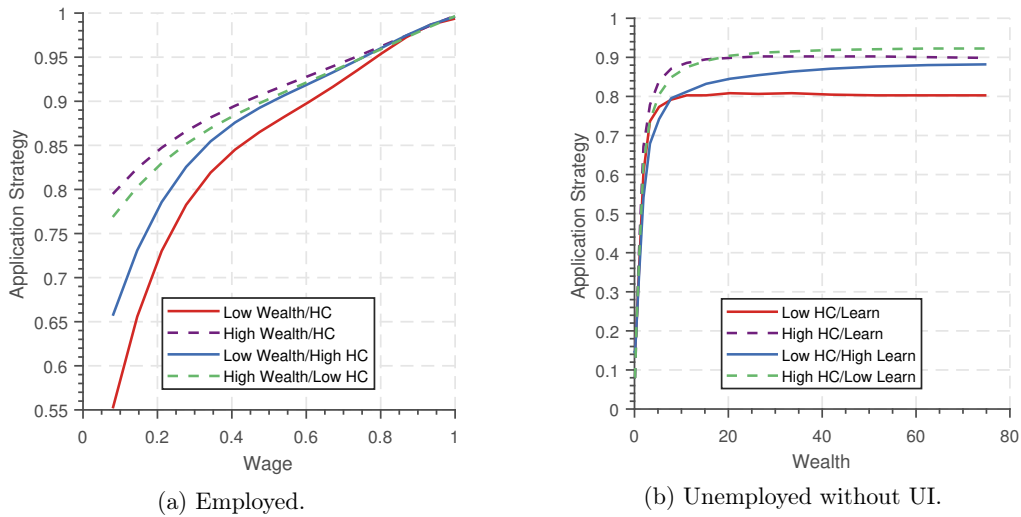 1
0.95
0.9
0.85
0.8
0.75
0.7
0.65
0.6
0.55
Application Strategy
0 0.2 0.4 0.6 0.8 1
Wage
Low Wealth/HC
High Wealth/HC
Low Wealth/High HC
High Wealth/Low HC
(a) Employed.
1
0.9
0.8
0.7
0.6
0.5
0.4
0.3
0.2
0.1
0
Application Strategy
0 20 40 60 80
Wealth
Low HC/Learn
High HC/Learn
Low HC/High Learn
High HC/Low Learn
(b) Unemployed without UI.